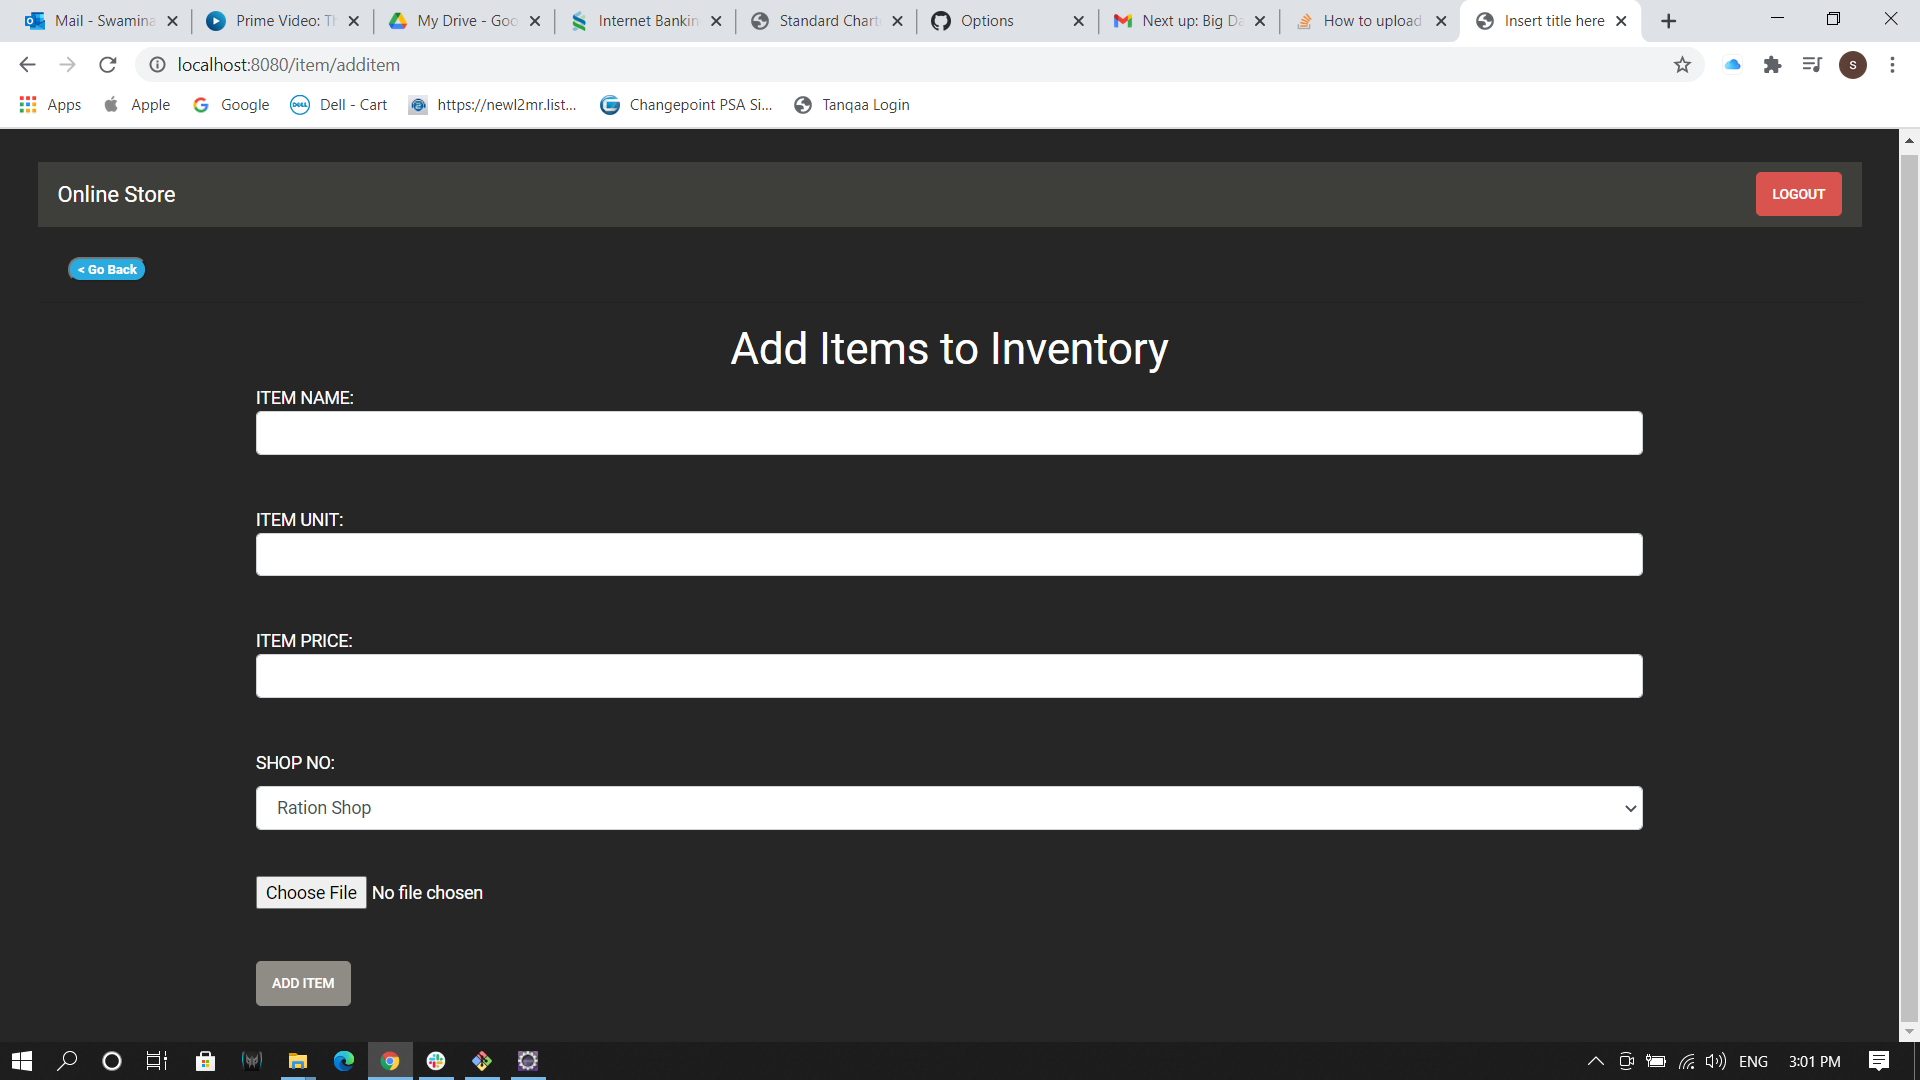 Mail - Swamina
Prime Video: Th
My Drive - Goo
Internet Bankin
Standard Chart
Options
Next up: Big Da
How to upload
Insert title here
localhost:8080/item/additem
S
Apps
Apple
Google
Dell - Cart
https://newl2mr.list...
Changepoint PSA Si...
Tanqaa Login
Online Store
LOGOUT
< Go Back
Add Items to Inventory
ITEM NAME:
ITEM UNIT:
ITEM PRICE:
SHOP NO:
Ration Shop
Choose File No file chosen
ADD ITEM
ENG
3:01 PM